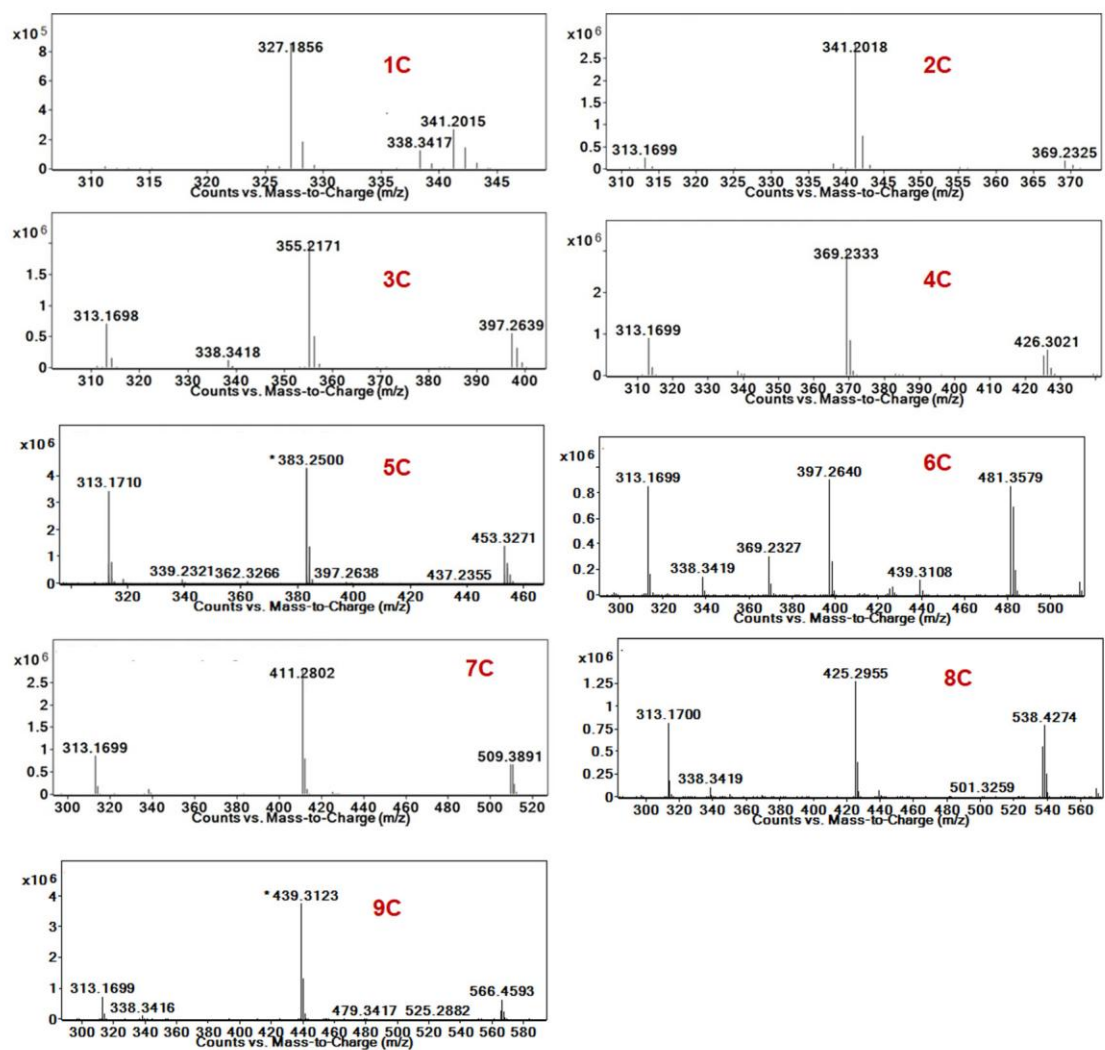 x10 5
8
6
4
2
0
327.1856
1C
341.2015
338.3417
310 315 320 325 330 335 340 345
Counts vs. Mass-to-Charge (m/z)
x10 6
2.5
2
1.5
1
0.5
0
341.2018
2C
313.1699
369.2325
310 315 320 325 330 335 340 345 350 355 360 365 370
Counts vs. Mass-to-Charge (m/z)
x10 6
1.5
1
0.5
0
355.2171
3C
313.1698
338.3418
397.2639
310 320 330 340 350 360 370 380 390 400
Counts vs. Mass-to-Charge (m/z)
x10 6
2
1
0
369.2333
4C
313.1699
426.3021
310 320 330 340 350 360 370 380 390 400 410 420 430
Counts vs. Mass-to-Charge (m/z)
x10 6
4
3
2
1
0
* 383.2500
5C
313.1710
453.3271
339.2321
362.3266
397.2638
437.2355
320 340 360 380 400 420 440 460
Counts vs. Mass-to-Charge (m/z)
x10 6
0.8
0.6
0.4
0.2
0
313.1699
397.2640
6C
481.3579
369.2327
338.3419
439.3108
300 320 340 360 380 400 420 440 460 480 500
Counts vs. Mass-to-Charge (m/z)
x10 6
2.5
2
1.5
1
0.5
0
411.2802
7C
313.1699
509.3891
300 320 340 360 380 400 420 440 460 480 500 520
Counts vs. Mass-to-Charge (m/z)
x10 6
1.25
1
0.75
0.5
0.25
0
425.2955
8C
313.1700
538.4274
338.3419
501.3259
300 320 340 360 380 400 420 440 460 480 500 520 540 560
Counts vs. Mass-to-Charge (m/z)
x10 6
4
3
2
1
0
* 439.3123
9C
313.1699
338.3416
479.3417
525.2882
566.4593
300 320 340 360 380 400 420 440 460 480 500 520 540 560 580
Counts vs. Mass-to-Charge (m/z)